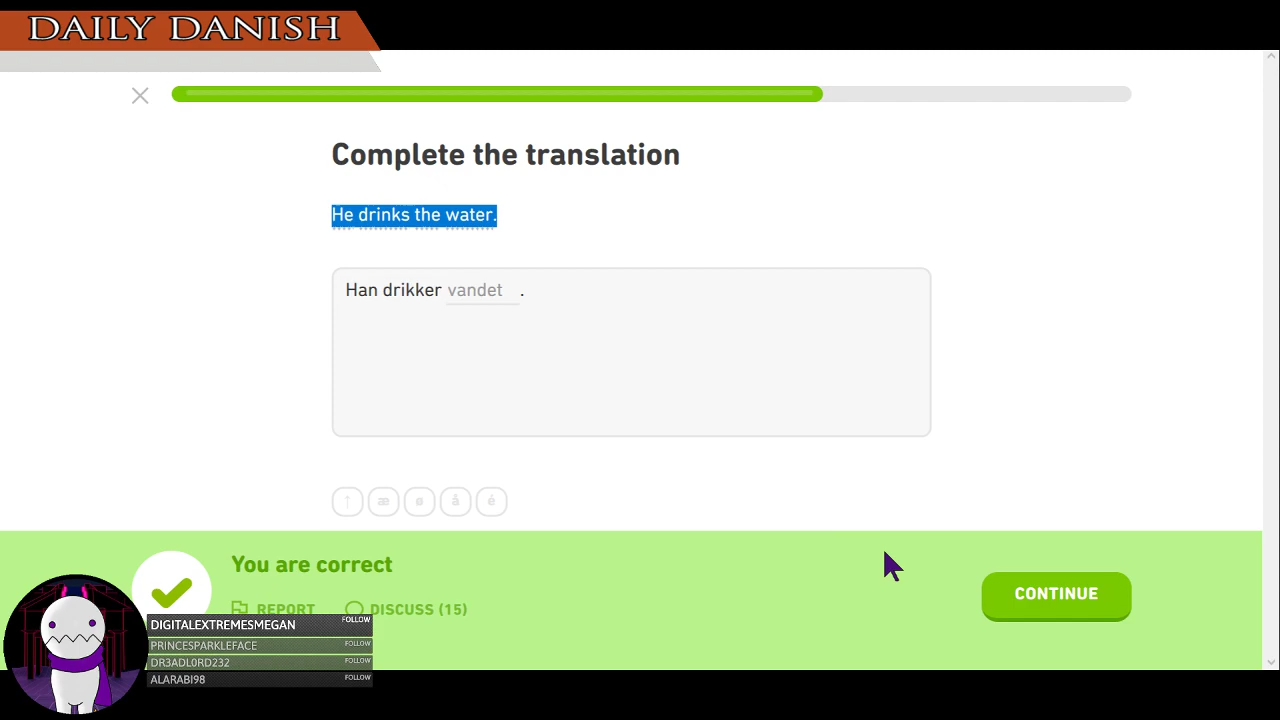 DAILY DANISH
Complete the translation
He drinks the water.
Han drikker vandet .
↑ æ ø å é
You are correct
REPORT DISCUSS (15)
CONTINUE
DIGITALEXTREMESMEGAN FOLLOW
PRINCESPARKLEFACE FOLLOW
DR3ADL0RD232 FOLLOW
ALARABI98 FOLLOW